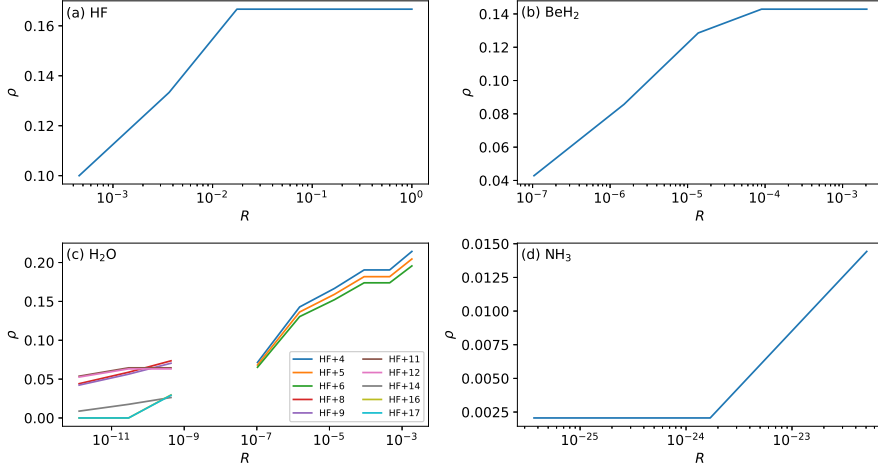 (a) HF
ρ
0.16
0.14
0.12
0.10
10⁻³
10⁻²
10⁻¹
10⁰
R
(b) BeH₂
ρ
0.14
0.12
0.10
0.08
0.06
0.04
10⁻⁷
10⁻⁶
10⁻⁵
10⁻⁴
10⁻³
R
(c) H₂O
ρ
0.20
0.15
0.10
0.05
0.00
HF+4
HF+5
HF+6
HF+8
HF+9
HF+11
HF+12
HF+14
HF+16
HF+17
10⁻¹¹
10⁻⁹
10⁻⁷
10⁻⁵
10⁻³
R
(d) NH₃
ρ
0.0150
0.0125
0.0100
0.0075
0.0050
0.0025
10⁻²⁵
10⁻²⁴
10⁻²³
R